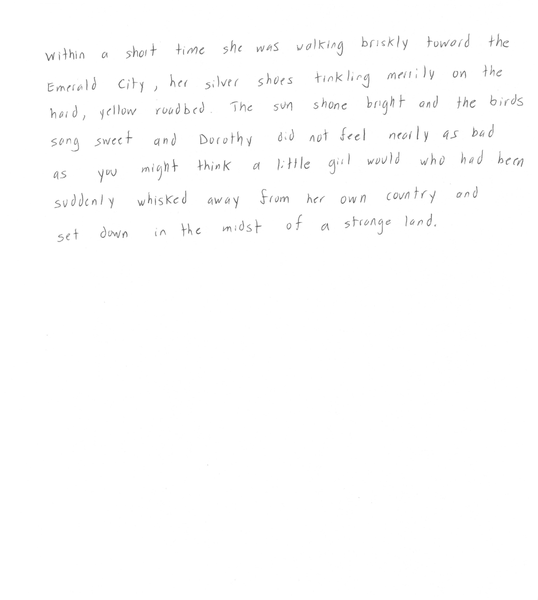 Within a short time she was walking briskly toward the
Emerald City, her silver shoes tinkling merrily on the
hard, yellow roadbed. The sun shone bright and the birds
song sweet and Dorothy did not feel nearly as bad
as you might think a little girl would who had been
suddenly whisked away from her own country and
set down in the midst of a strange land.